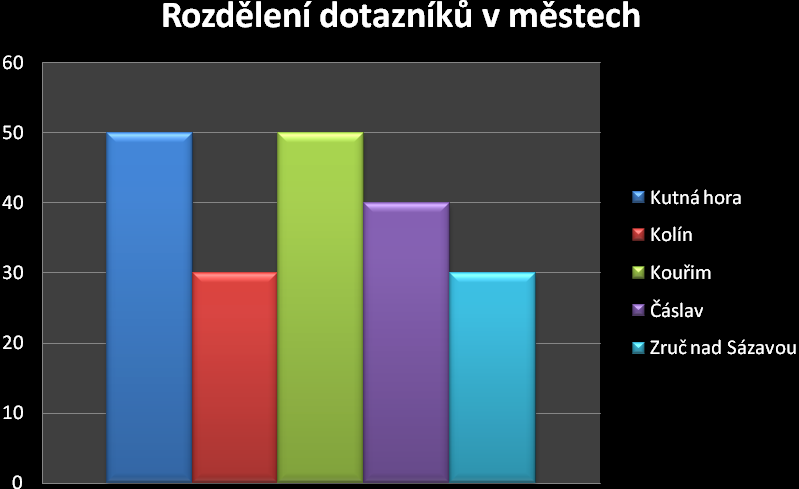 Rozdělení dotazníků v městech
60
50
40
30
20
10
0
Kutná hora
Kolín
Kouřim
Čáslav
Zruč nad Sázavou